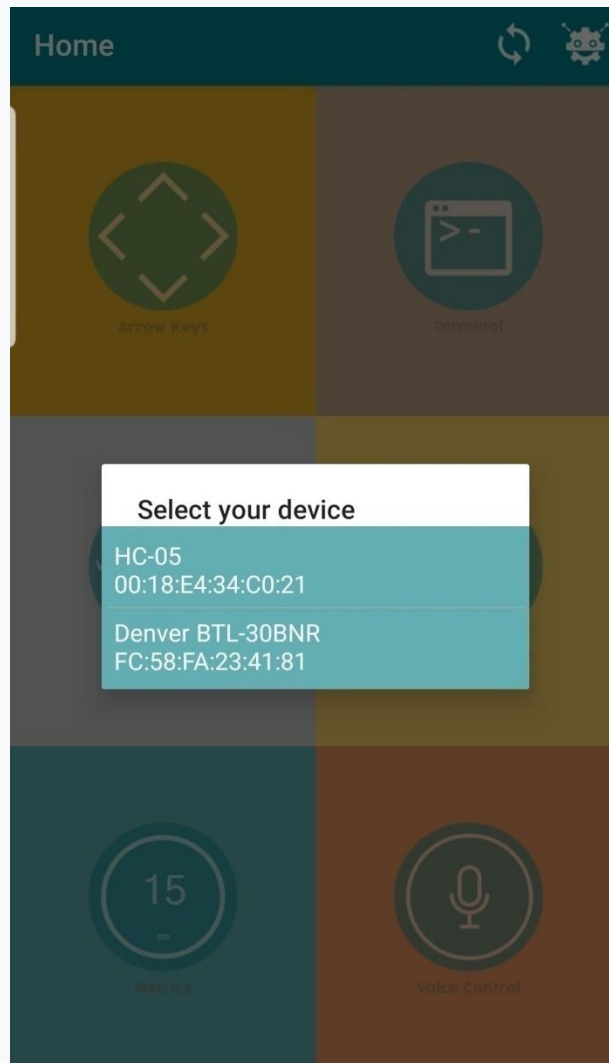 Home
Arrow Keys
Terminal
Select your device
HC-05
00:18:E4:34:C0:21
Denver BTL-30BNR
FC:58:FA:23:41:81
15
Metrics
Voice Control